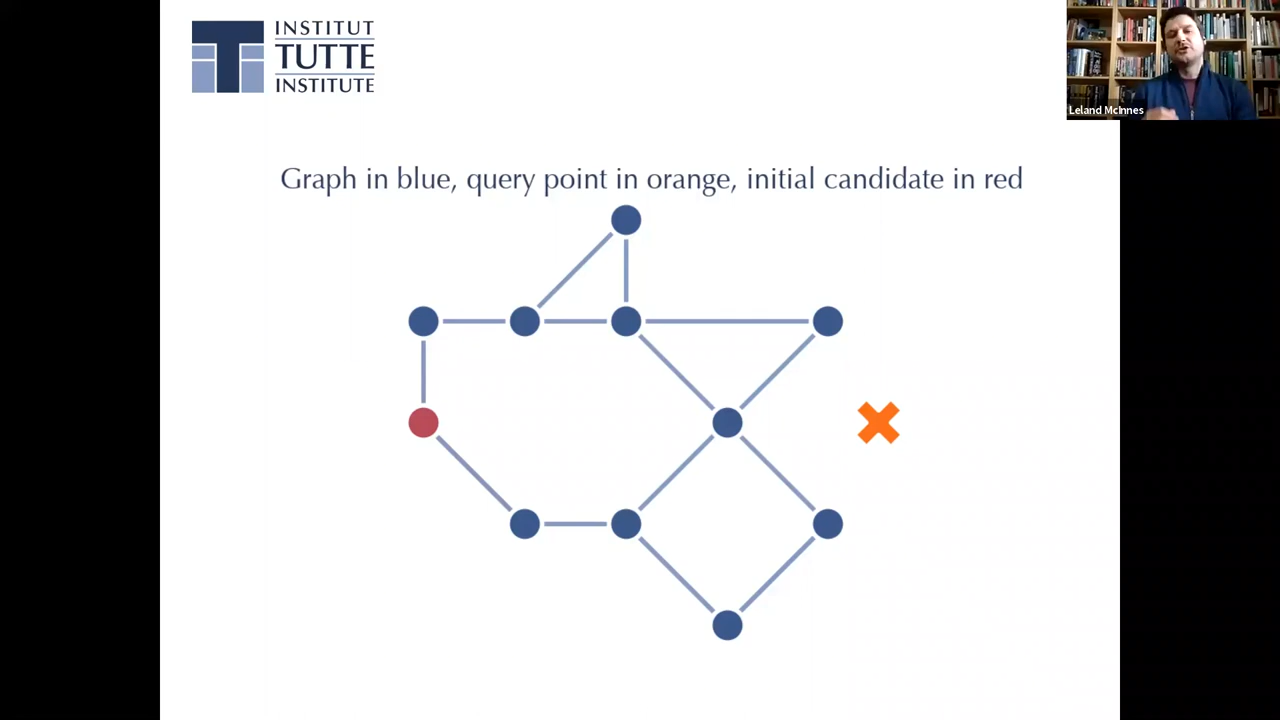 INSTITUT
TUTTE
INSTITUTE
Leland McInnes
Graph in blue, query point in orange, initial candidate in red